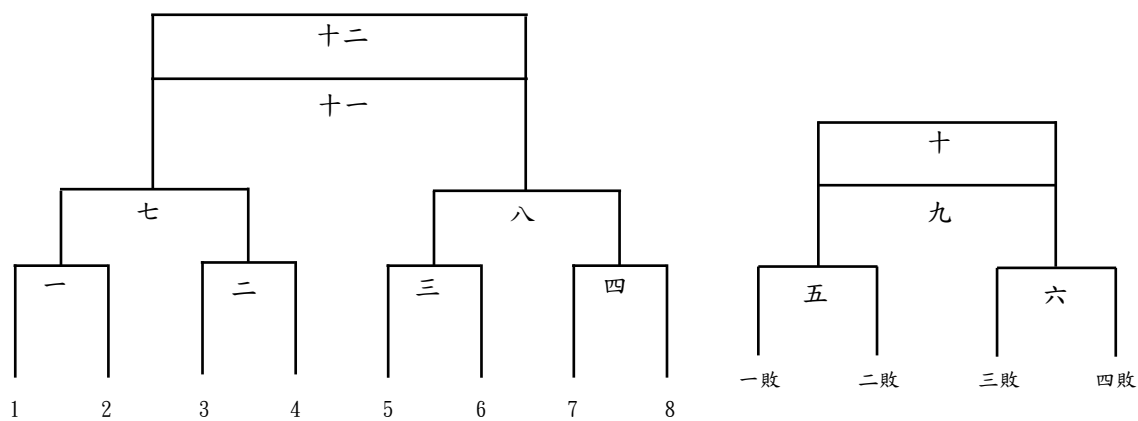 十二
十一
十
七 八 九
一 二 三 四 五 六
一敗 二敗 三敗 四敗
1 2 3 4 5 6 7 8